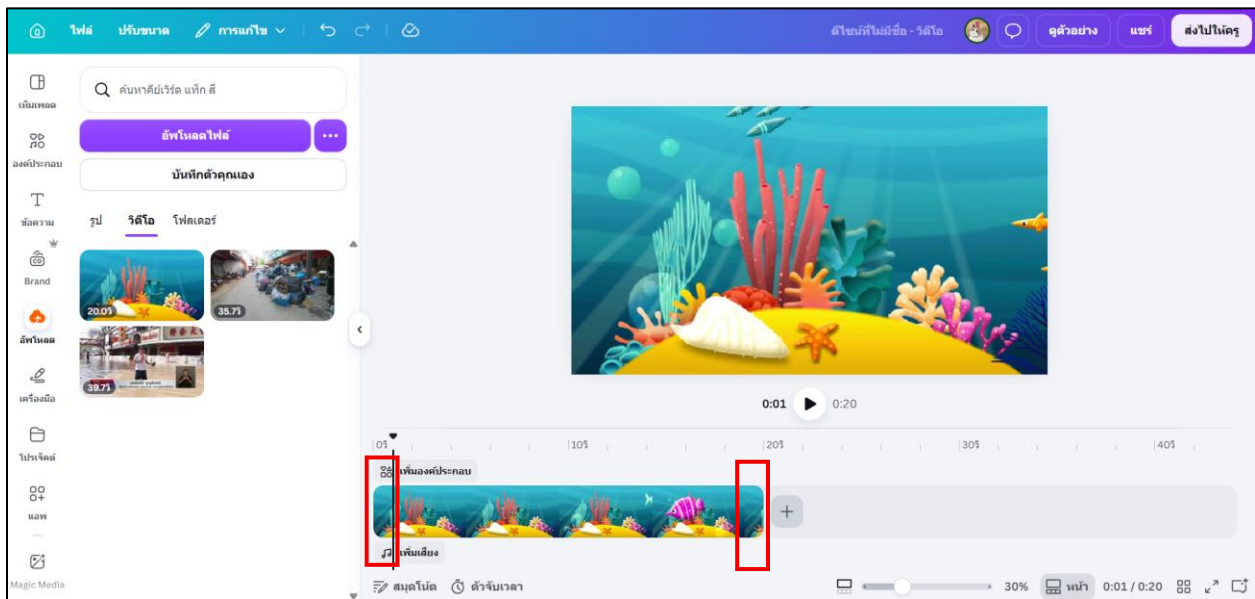 ไฟล์ ปรับขนาด การแก้ไข ดีไซน์ที่ไม่มีชื่อ - วิดีโอ ดูตัวอย่าง แชร์ ส่งไปให้ครู
เท็มเพลต
องค์ประกอบ
ข้อความ
Brand
อัพโหลด
เครื่องมือ
โปรเจ็คต์
แอพ
Magic Media
ค้นหาคีย์เวิร์ด แท็ก สี
อัพโหลดไฟล์
บันทึกตัวคุณเอง
รูป วิดีโอ โฟลเดอร์
20.0วิ 35.7วิ
39.7วิ
0:01 0:20
0วิ 10วิ 20วิ 30วิ 40วิ
เพิ่มองค์ประกอบ
เพิ่มเสียง
สมุดโน้ต ตัวจับเวลา 30% หน้า 0:01 / 0:20